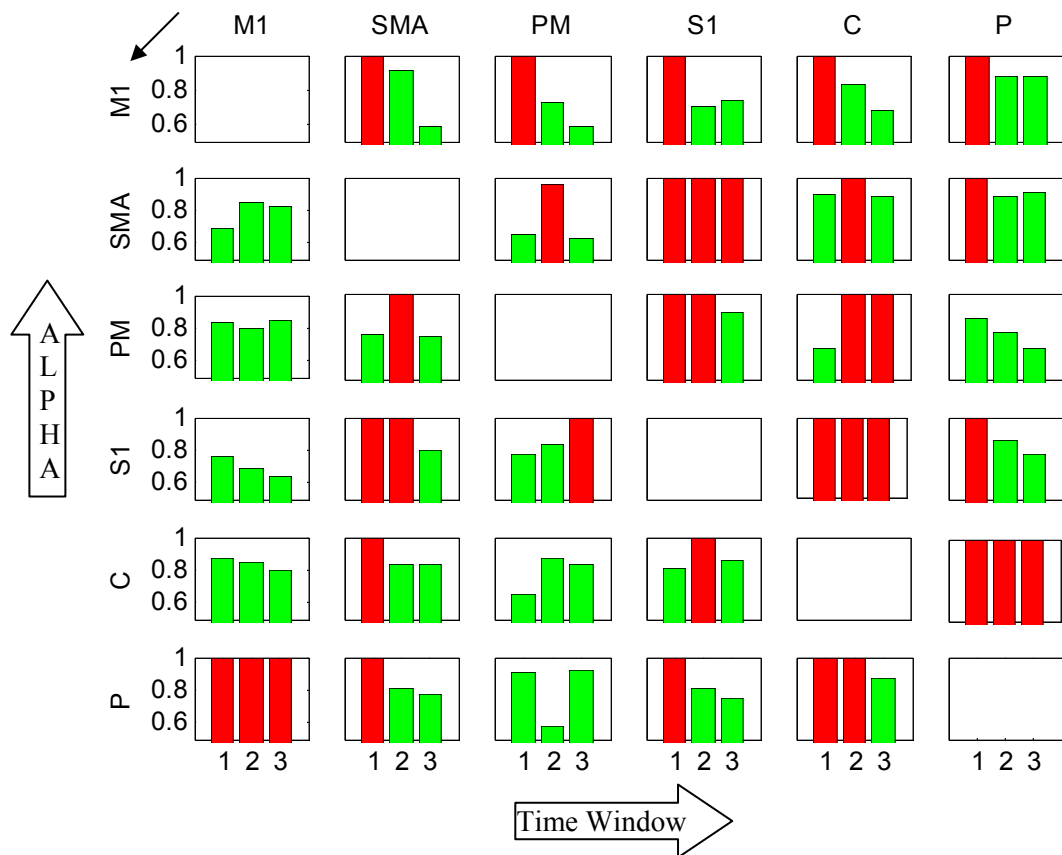 M1 SMA PM S1 C P
M1 1 0.8 0.6
SMA 1 0.8 0.6
PM 1 0.8 0.6
S1 1 0.8 0.6
C 1 0.8 0.6
P 1 0.8 0.6
ALPHA
1 2 3 1 2 3 1 2 3 1 2 3 1 2 3 1 2 3
Time Window